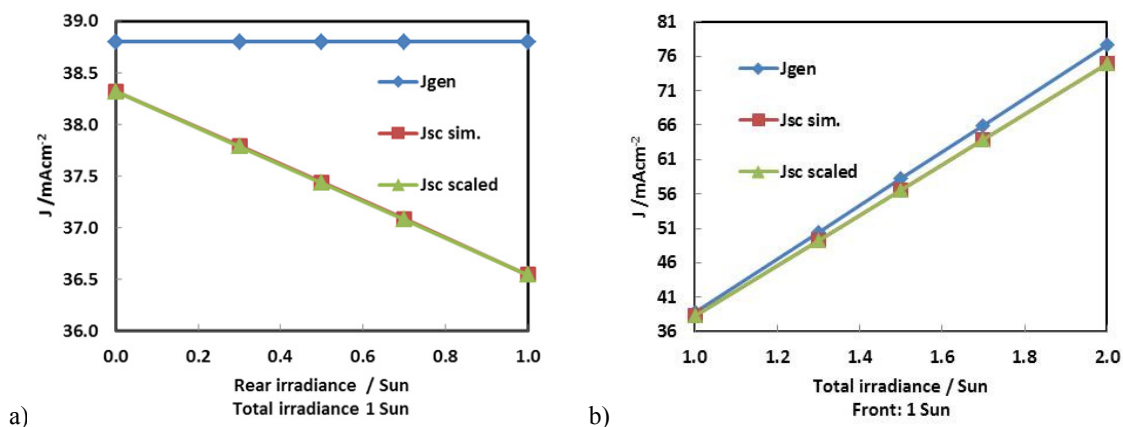 39.0
38.5
38.0
37.5
37.0
36.5
36.0
J /mAcm-2
Jgen
Jsc sim.
Jsc scaled
0.0 0.2 0.4 0.6 0.8 1.0
Rear irradiance / Sun
Total irradiance 1 Sun
a)
81
76
71
66
61
56
51
46
41
36
J /mAcm-2
Jgen
Jsc sim.
Jsc scaled
1.0 1.2 1.4 1.6 1.8 2.0
Total irradiance / Sun
Front: 1 Sun
b)